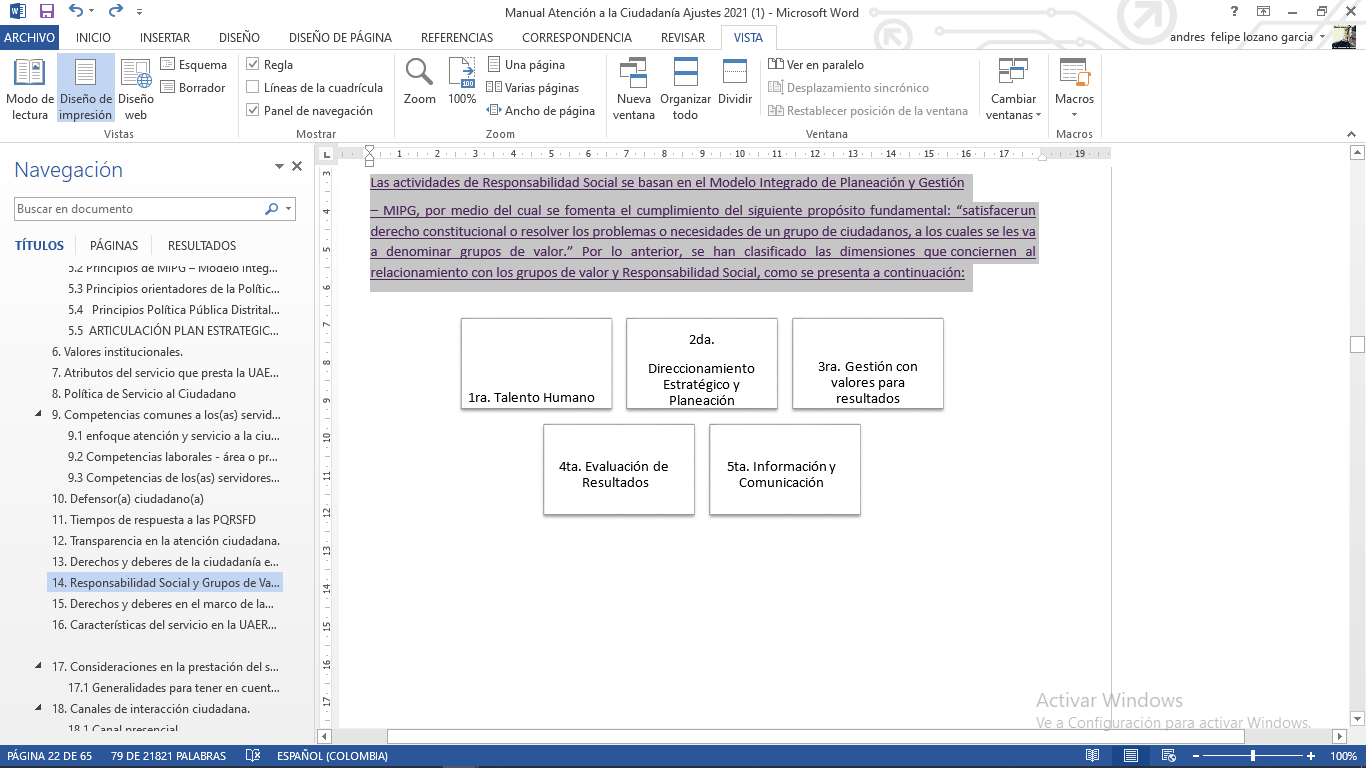 Manual Atención a la Ciudadanía Ajustes 2021 (1) - Microsoft Word
ARCHIVO INICIO INSERTAR DISEÑO DISEÑO DE PÁGINA REFERENCIAS CORRESPONDENCIA REVISAR VISTA
andres felipe lozano garcia
Modo de lectura
Diseño de impresión
Diseño web
Esquema
Borrador
Vistas
Regla
Líneas de la cuadrícula
Panel de navegación
Mostrar
Zoom
100%
Una página
Varias páginas
Ancho de página
Zoom
Nueva ventana
Organizar todo
Dividir
Ver en paralelo
Desplazamiento sincrónico
Restablecer posición de la ventana
Ventana
Cambiar ventanas
Macros
Macros
Navegación
Buscar en documento
TÍTULOS PÁGINAS RESULTADOS
5.2 Principios de MIPG – Modelo Integ...
5.3 Principios orientadores de la Polític...
5.4 Principios Política Pública Distrital...
5.5 ARTICULACIÓN PLAN ESTRATEGIC...
6. Valores institucionales.
7. Atributos del servicio que presta la UAE...
8. Política de Servicio al Ciudadano
9. Competencias comunes a los(as) servid...
9.1 enfoque atención y servicio a la ciu...
9.2 Competencias laborales - área o pr...
9.3 Competencias de los(as) servidores...
10. Defensor(a) ciudadano(a)
11. Tiempos de respuesta a las PQRSFD
12. Transparencia en la atención ciudadana.
13. Derechos y deberes de la ciudadanía e...
14. Responsabilidad Social y Grupos de Va...
15. Derechos y deberes en el marco de la...
16. Características del servicio en la UAER...
17. Consideraciones en la prestación del s...
17.1 Generalidades para tener en cuent...
18. Canales de interacción ciudadana.
18.1 Canal presencial
Las actividades de Responsabilidad Social se basan en el Modelo Integrado de Planeación y Gestión
– MIPG, por medio del cual se fomenta el cumplimiento del siguiente propósito fundamental: “satisfacer un
derecho constitucional o resolver los problemas o necesidades de un grupo de ciudadanos, a los cuales se les va
a denominar grupos de valor.” Por lo anterior, se han clasificado las dimensiones que conciernen al
relacionamiento con los grupos de valor y Responsabilidad Social, como se presenta a continuación:
1ra. Talento Humano
2da.
Direccionamiento
Estratégico y
Planeación
3ra. Gestión con
valores para
resultados
4ta. Evaluación de
Resultados
5ta. Información y
Comunicación
Activar Windows
Ve a Configuración para activar Windows.
PÁGINA 22 DE 65 79 DE 21821 PALABRAS ESPAÑOL (COLOMBIA) 100%